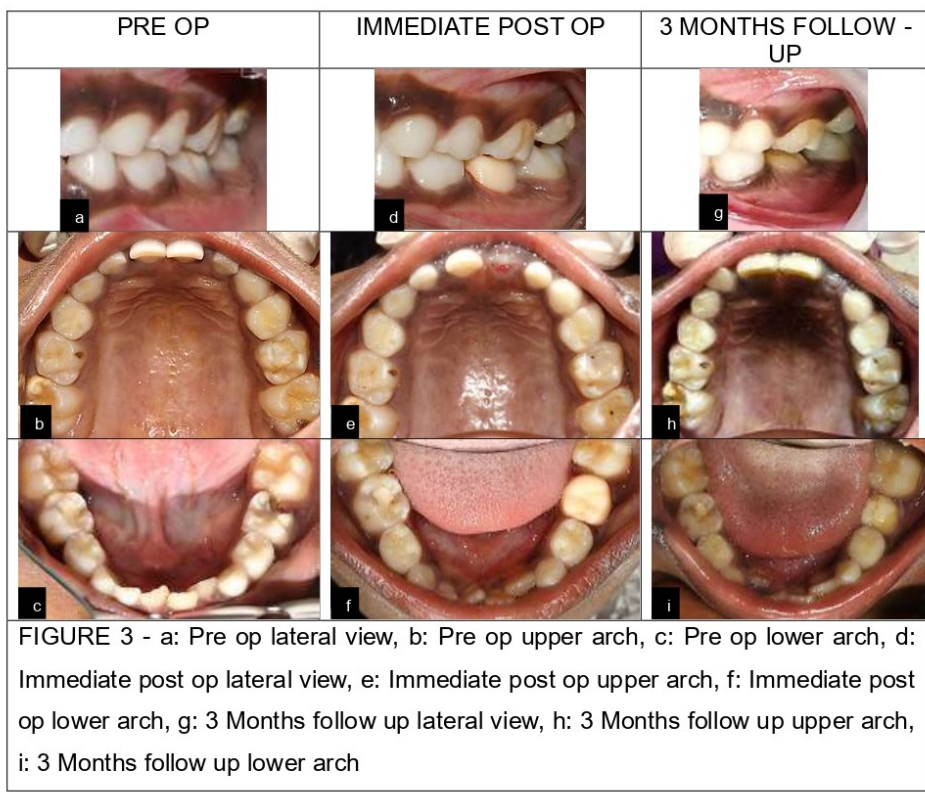 PRE OP
IMMEDIATE POST OP
3 MONTHS FOLLOW -
UP
a
d
g
b
e
h
c
f
i
FIGURE 3 - a: Pre op lateral view, b: Pre op upper arch, c: Pre op lower arch, d:
Immediate post op lateral view, e: Immediate post op upper arch, f: Immediate post
op lower arch, g: 3 Months follow up lateral view, h: 3 Months follow up upper arch,
i: 3 Months follow up lower arch